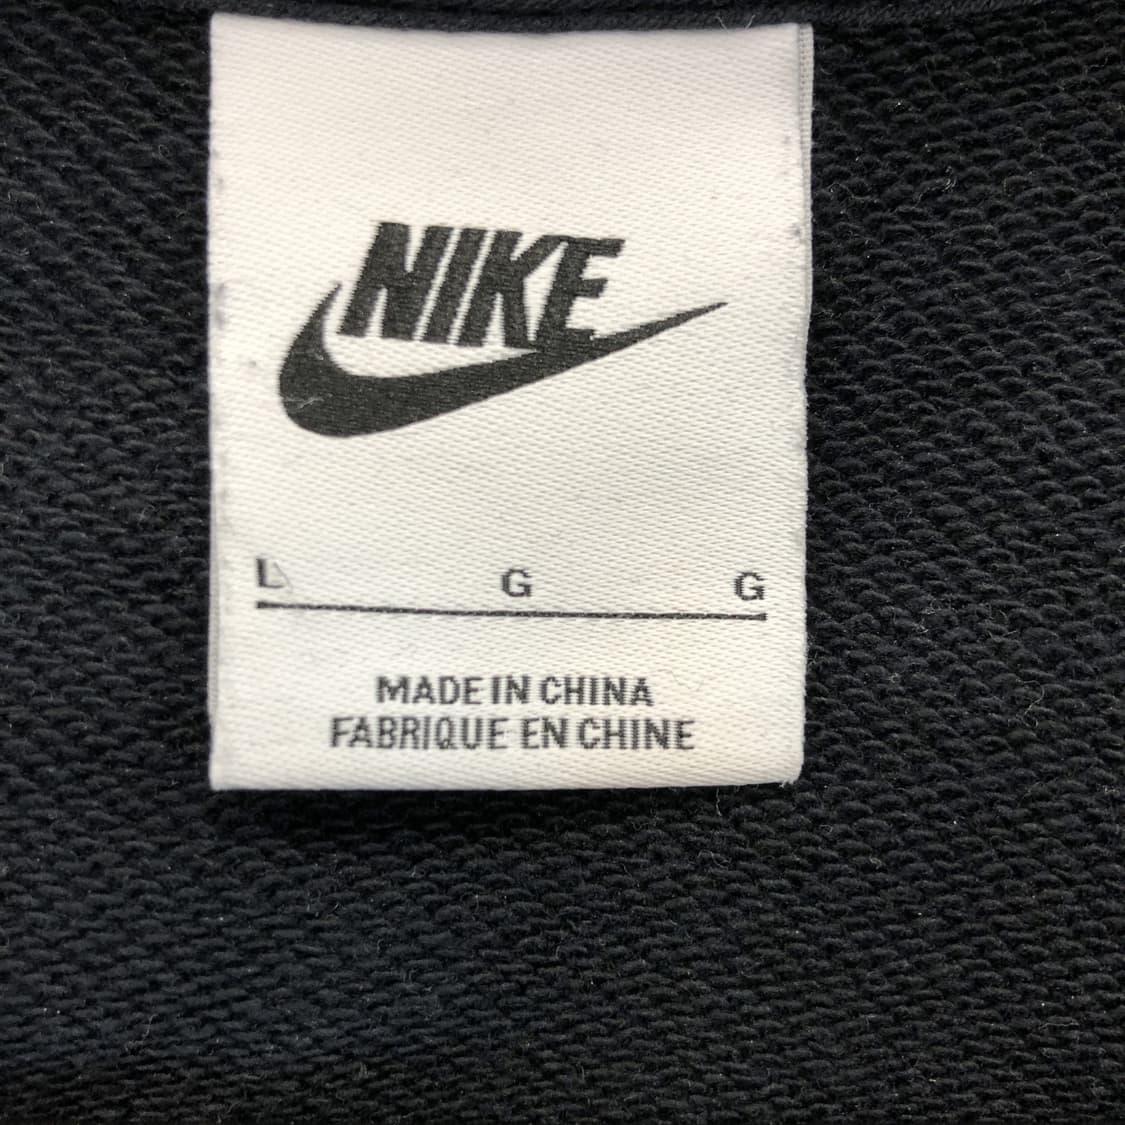 NIKE
L G G
MADE IN CHINA
FABRIQUE EN CHINE